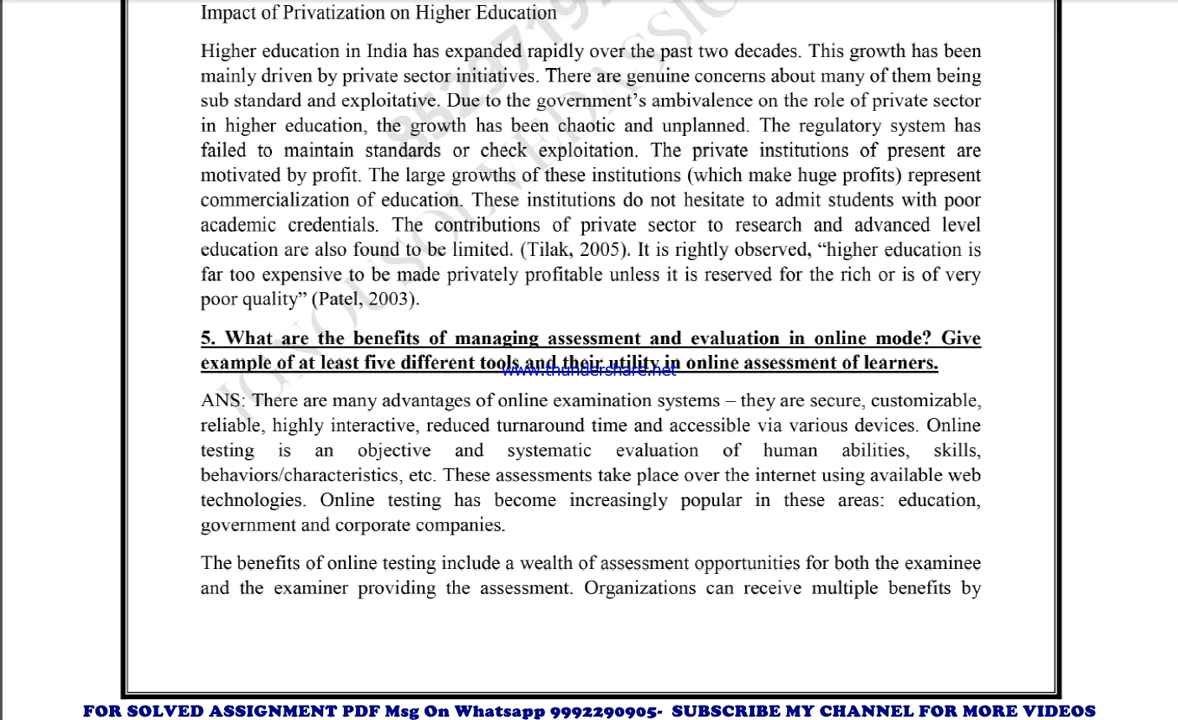 Impact of Privatization on Higher Education
Higher education in India has expanded rapidly over the past two decades. This growth has been
mainly driven by private sector initiatives. There are genuine concerns about many of them being
sub standard and exploitative. Due to the government’s ambivalence on the role of private sector
in higher education, the growth has been chaotic and unplanned. The regulatory system has
failed to maintain standards or check exploitation. The private institutions of present are
motivated by profit. The large growths of these institutions (which make huge profits) represent
commercialization of education. These institutions do not hesitate to admit students with poor
academic credentials. The contributions of private sector to research and advanced level
education are also found to be limited. (Tilak, 2005). It is rightly observed, “higher education is
far too expensive to be made privately profitable unless it is reserved for the rich or is of very
poor quality” (Patel, 2003).
5. What are the benefits of managing assessment and evaluation in online mode? Give
example of at least five different tools and their utility in online assessment of learners.
www.thundershare.net
ANS: There are many advantages of online examination systems – they are secure, customizable,
reliable, highly interactive, reduced turnaround time and accessible via various devices. Online
testing is an objective and systematic evaluation of human abilities, skills,
behaviors/characteristics, etc. These assessments take place over the internet using available web
technologies. Online testing has become increasingly popular in these areas: education,
government and corporate companies.
The benefits of online testing include a wealth of assessment opportunities for both the examinee
and the examiner providing the assessment. Organizations can receive multiple benefits by
FOR SOLVED ASSIGNMENT PDF Msg On Whatsapp 9992290905- SUBSCRIBE MY CHANNEL FOR MORE VIDEOS